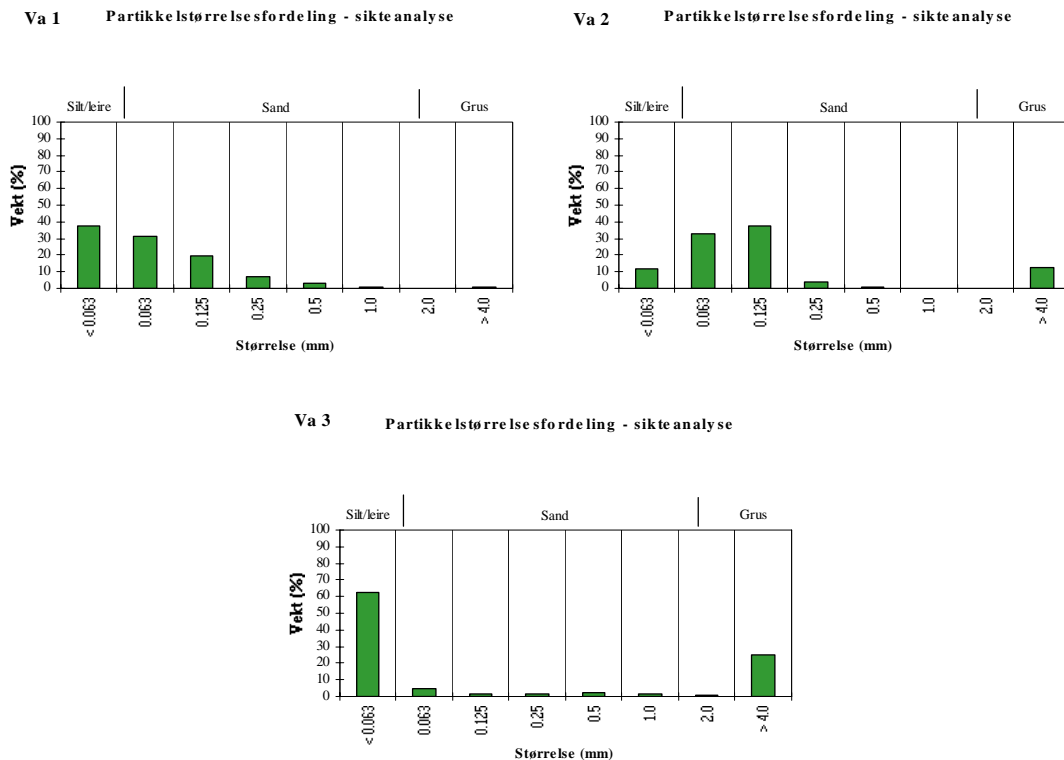 Va 1 Partikkelstørrelsesfordeling - sikteanalyse
Silt/leire Sand Grus
100
90
80
70
60
50
40
30
20
10
0
Vekt (%)
< 0.063 0.063 0.125 0.25 0.5 1.0 2.0 > 4.0
Størrelse (mm)
Va 2 Partikkelstørrelsesfordeling - sikteanalyse
Silt/leire Sand Grus
100
90
80
70
60
50
40
30
20
10
0
Vekt (%)
< 0.063 0.063 0.125 0.25 0.5 1.0 2.0 > 4.0
Størrelse (mm)
Va 3 Partikkelstørrelsesfordeling - sikteanalyse
Silt/leire Sand Grus
100
90
80
70
60
50
40
30
20
10
0
Vekt (%)
< 0.063 0.063 0.125 0.25 0.5 1.0 2.0 > 4.0
Størrelse (mm)